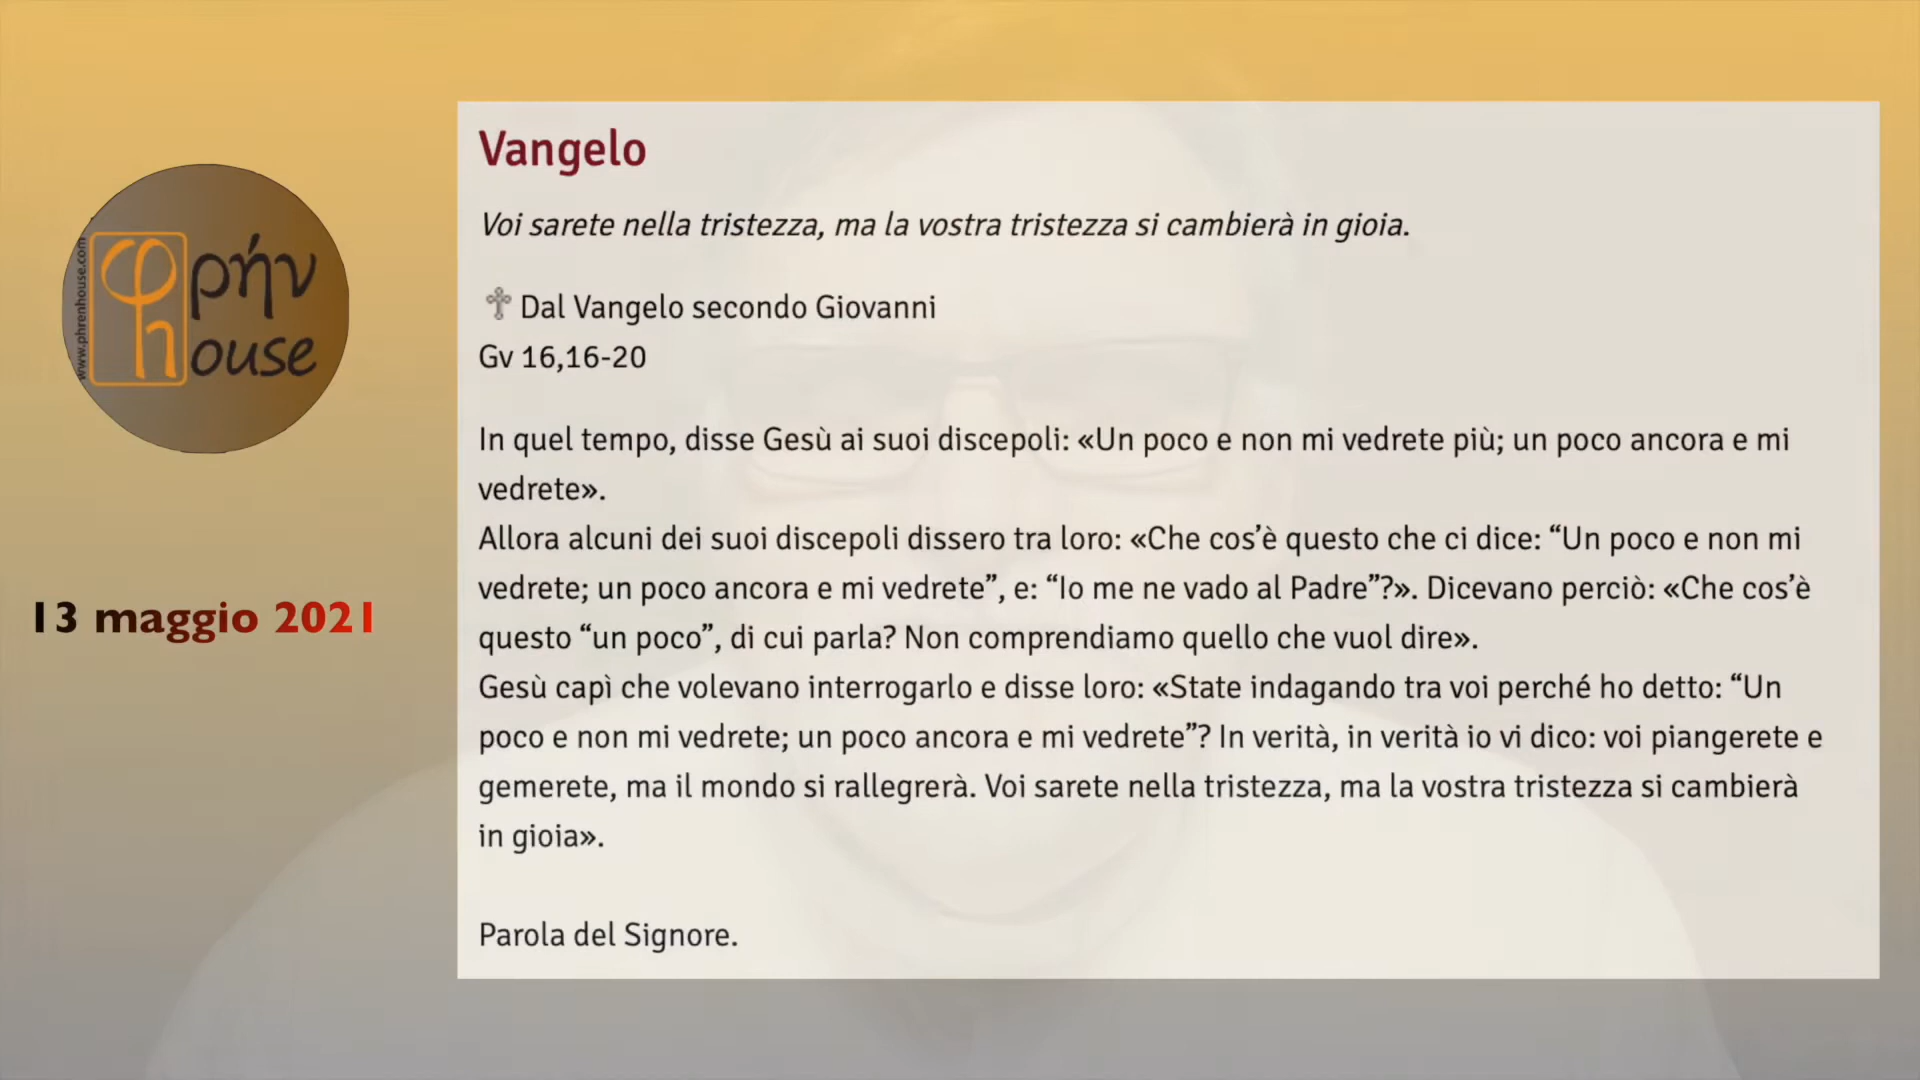 www.phrenhouse.com
φρήν
house
13 maggio 2021
Vangelo
Voi sarete nella tristezza, ma la vostra tristezza si cambierà in gioia.
Dal Vangelo secondo Giovanni
Gv 16,16-20
In quel tempo, disse Gesù ai suoi discepoli: «Un poco e non mi vedrete più; un poco ancora e mi
vedrete».
Allora alcuni dei suoi discepoli dissero tra loro: «Che cos’è questo che ci dice: “Un poco e non mi
vedrete; un poco ancora e mi vedrete”, e: “Io me ne vado al Padre”?». Dicevano perciò: «Che cos’è
questo “un poco”, di cui parla? Non comprendiamo quello che vuol dire».
Gesù capì che volevano interrogarlo e disse loro: «State indagando tra voi perché ho detto: “Un
poco e non mi vedrete; un poco ancora e mi vedrete”? In verità, in verità io vi dico: voi piangerete e
gemerete, ma il mondo si rallegrerà. Voi sarete nella tristezza, ma la vostra tristezza si cambierà
in gioia».
Parola del Signore.